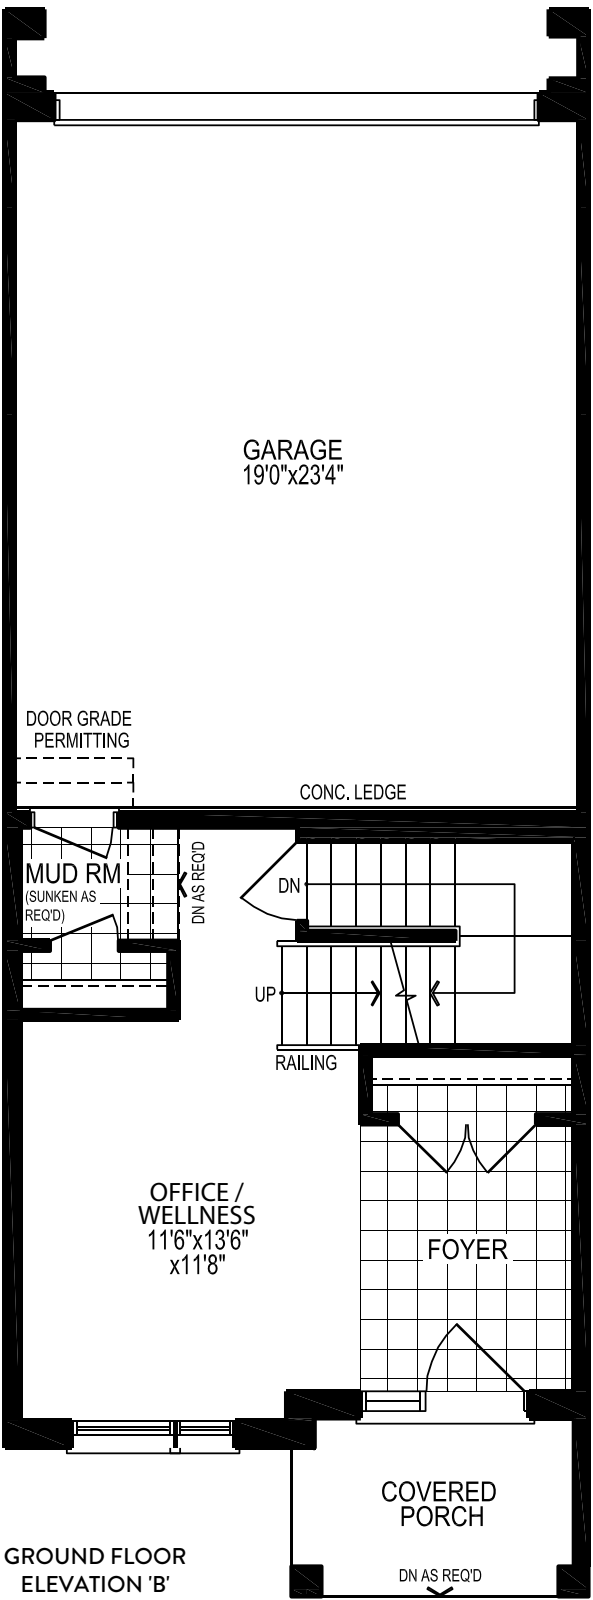 GARAGE
19'0"x23'4"
DOOR GRADE
PERMITTING
CONC. LEDGE
MUD RM
(SUNKEN AS
REQ'D)
DN AS REQ'D
DN
UP
RAILING
OFFICE /
WELLNESS
11'6"x13'6"
x11'8"
FOYER
COVERED
PORCH
DN AS REQ'D
GROUND FLOOR
ELEVATION 'B'